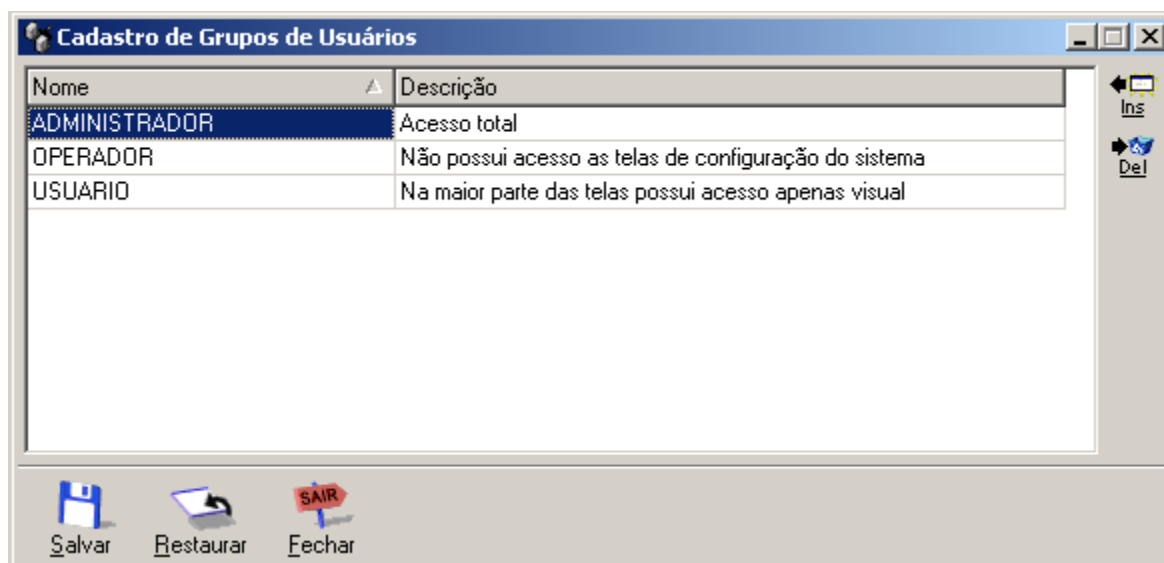 Cadastro de Grupos de Usuários
Nome Descrição
ADMINISTRADOR Acesso total
OPERADOR Não possui acesso as telas de configuração do sistema
USUARIO Na maior parte das telas possui acesso apenas visual
Ins
Del
SAIR
Salvar Restaurar Fechar